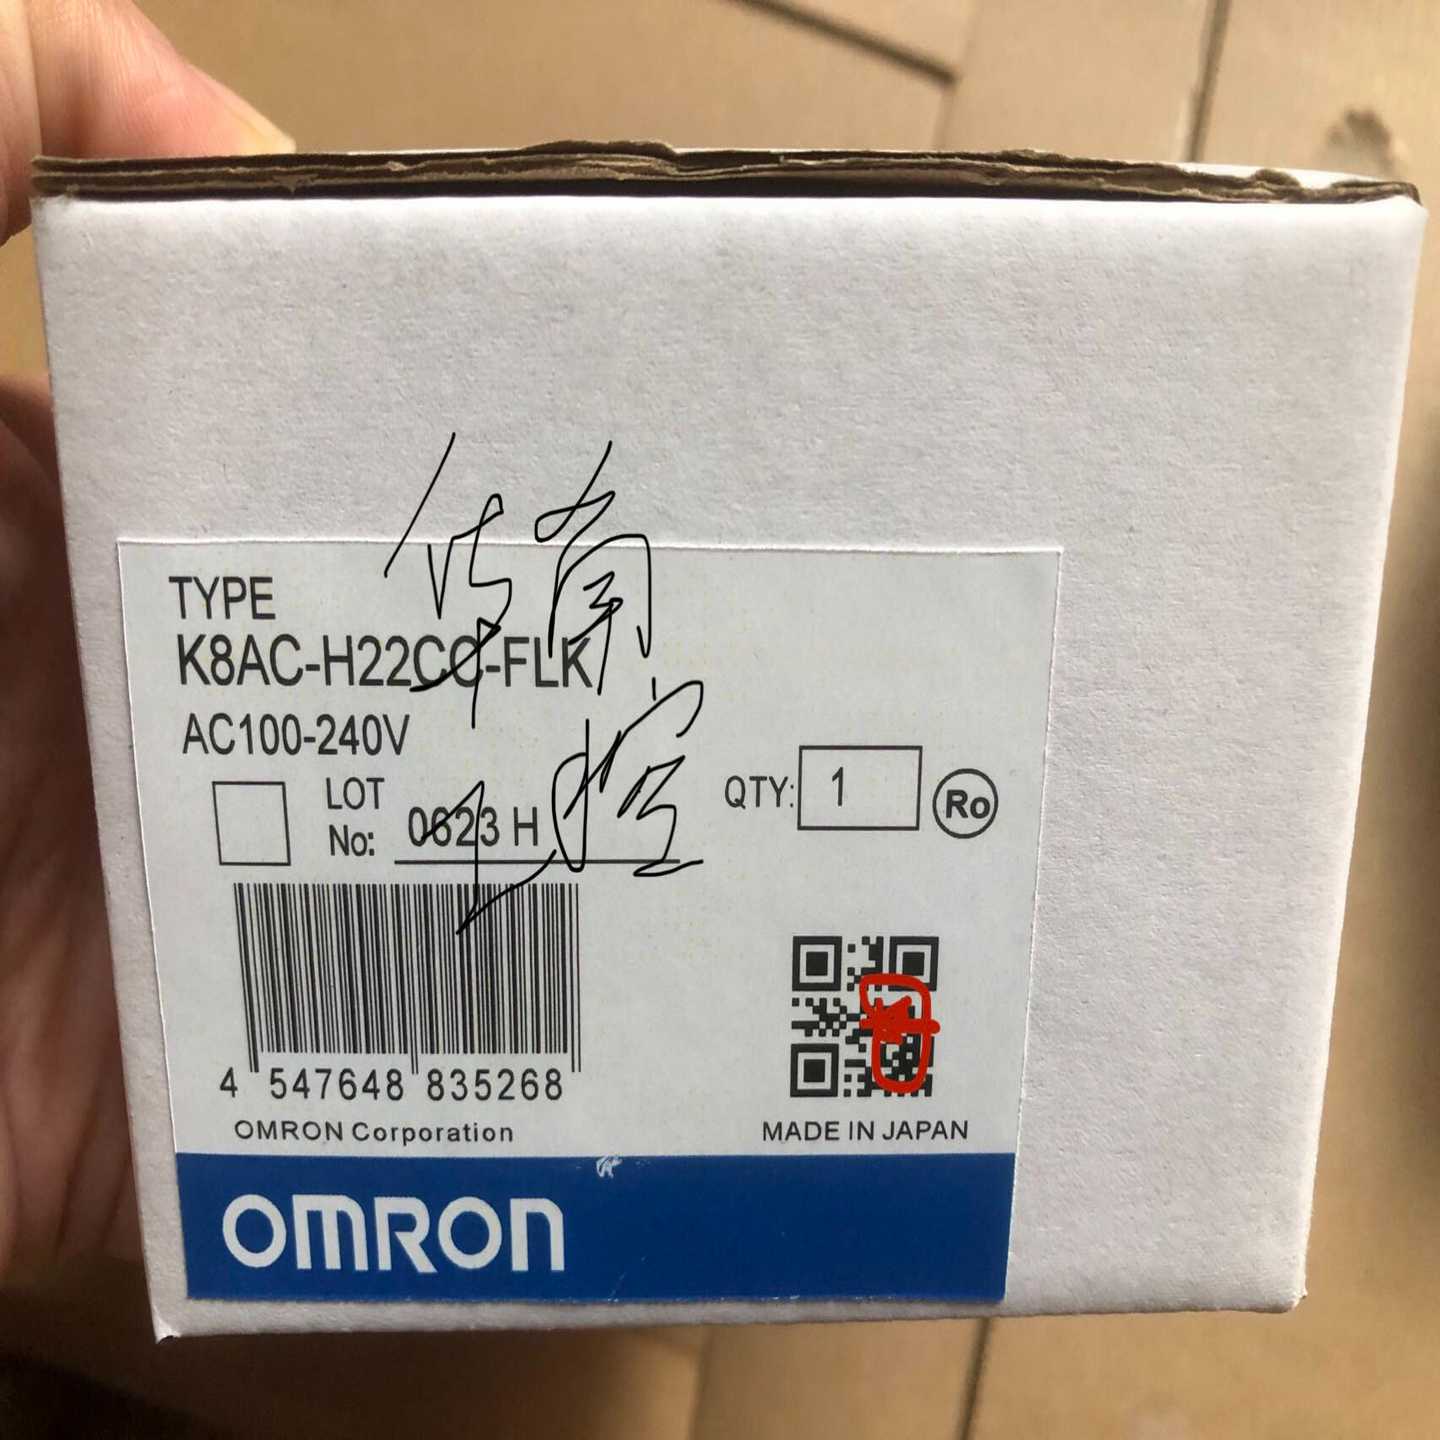 TYPE
K8AC-H22CC-FLK
AC100-240V
LOT
No: 0623 H
QTY: 1
Ro
4 547648 835268
OMRON Corporation
MADE IN JAPAN
OMRON